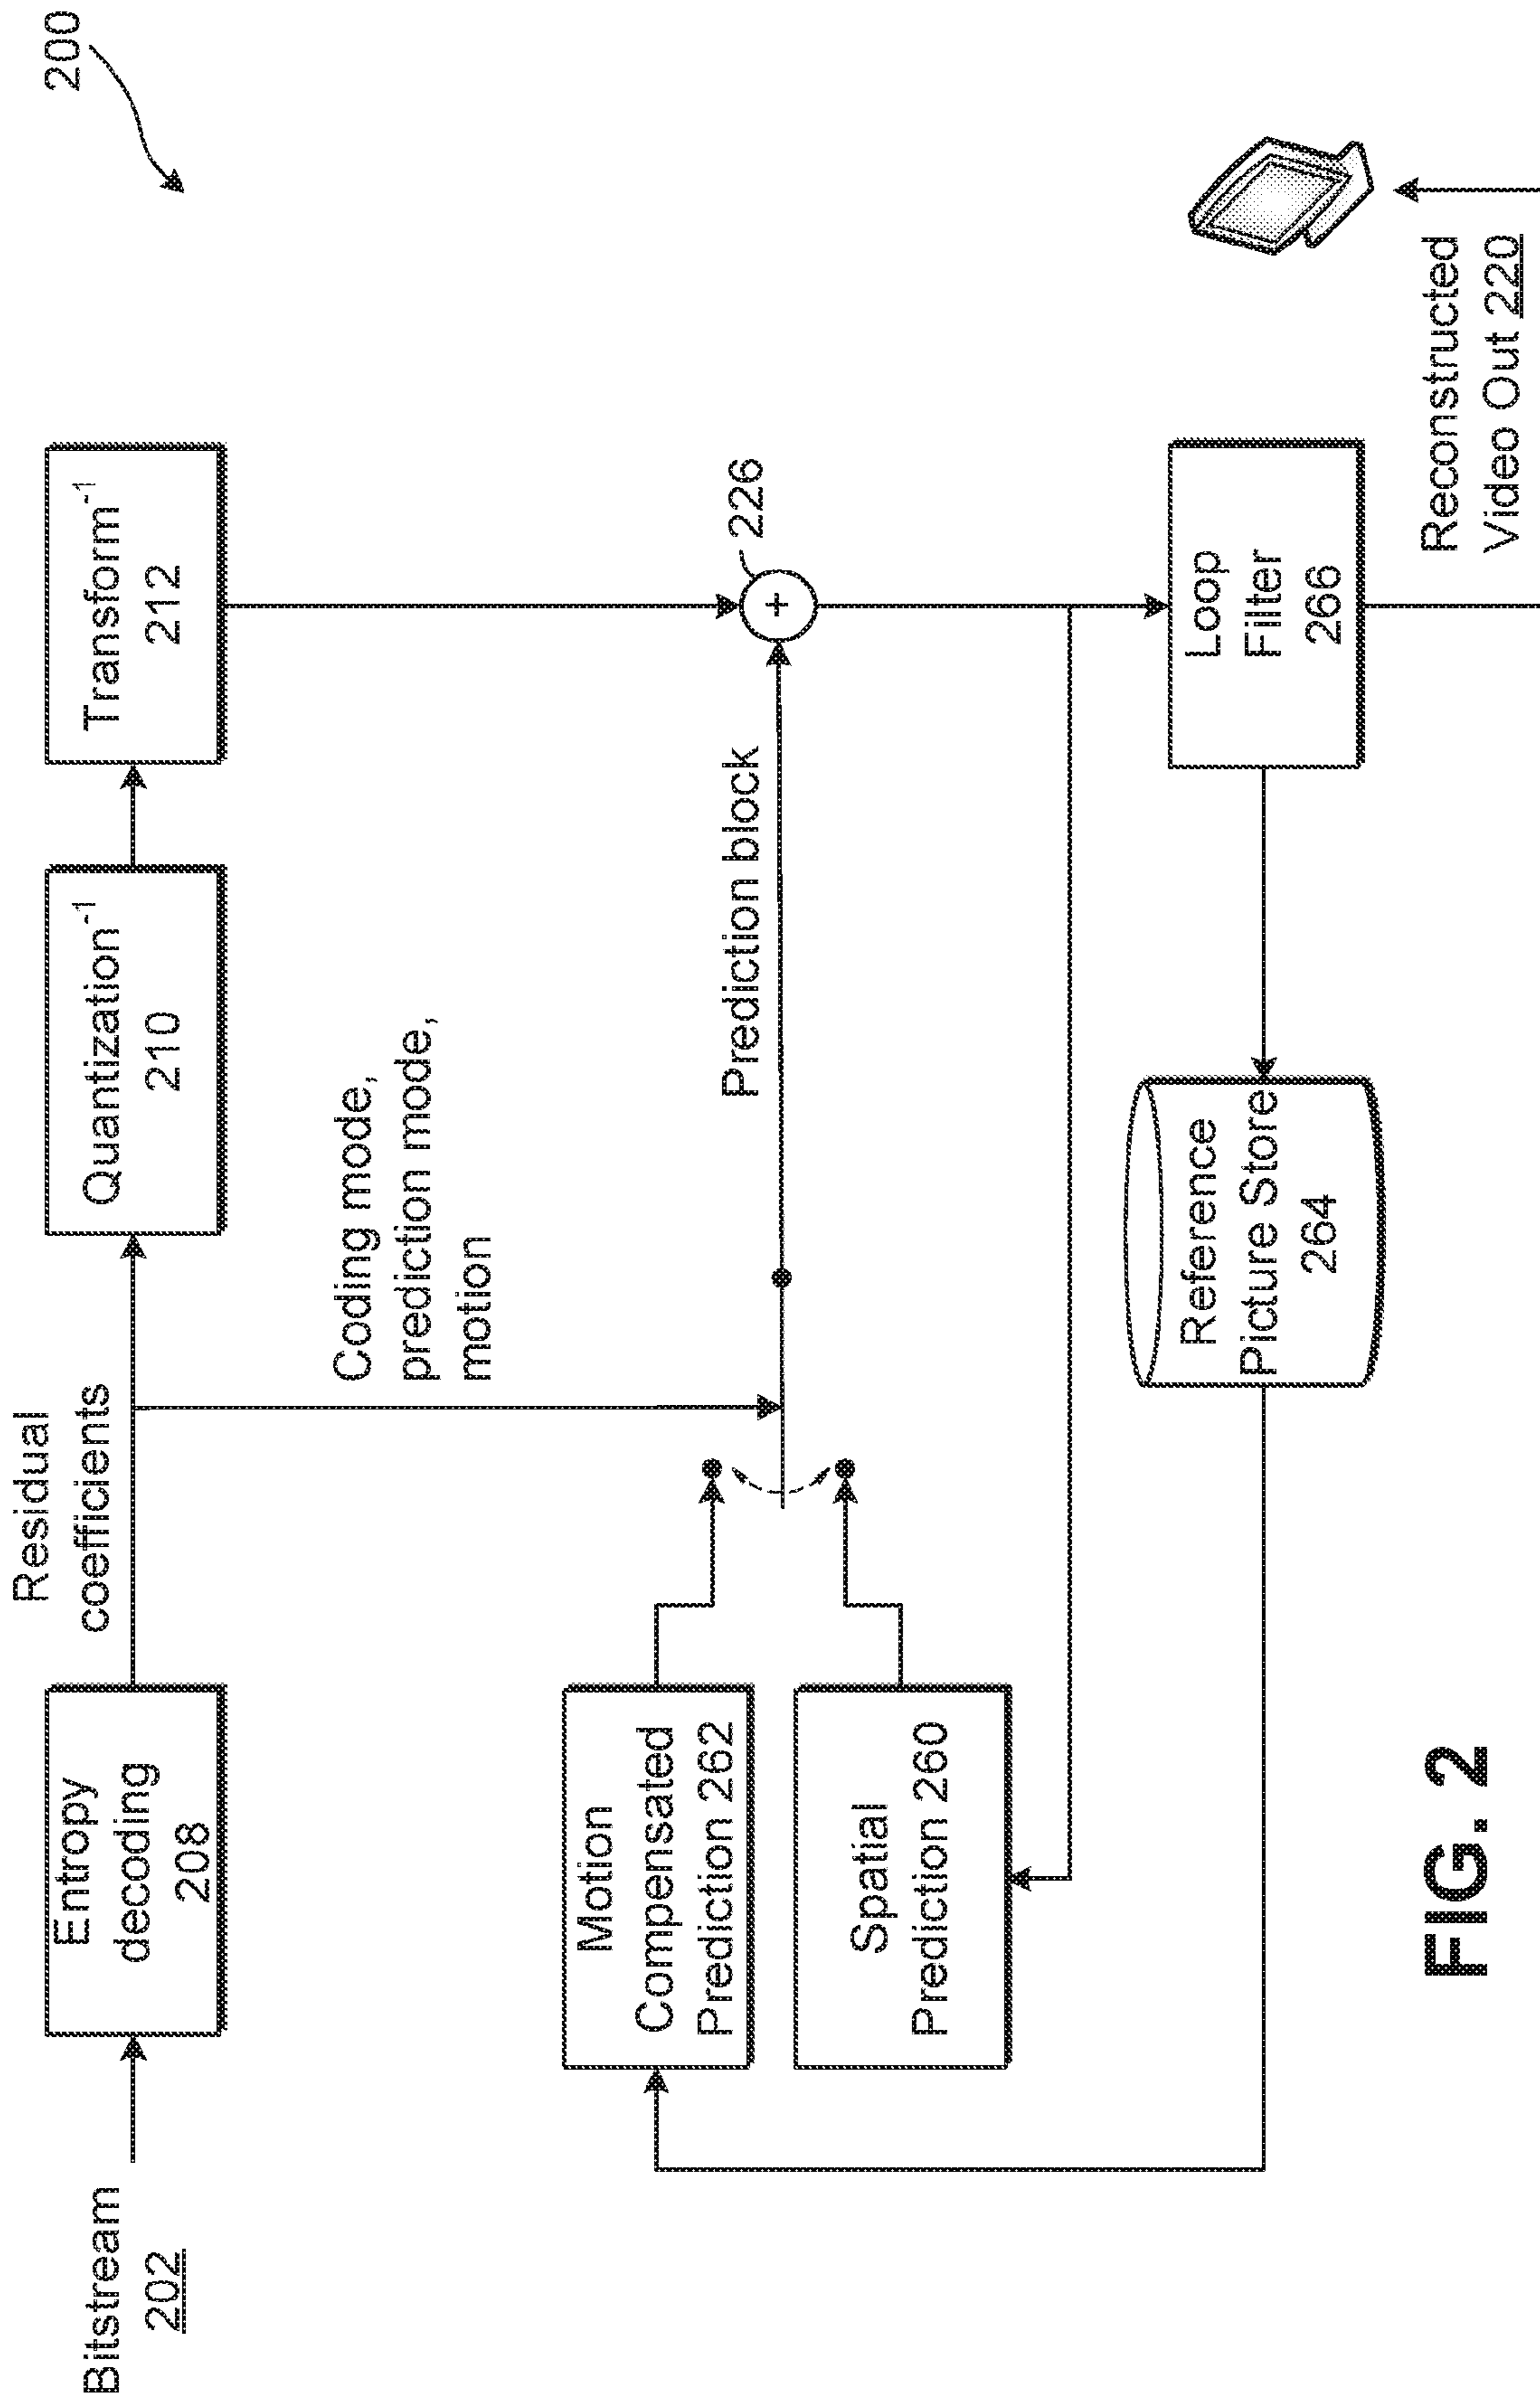 200
Residual
coefficients
Bitstream
202
Entropy
decoding
208
Quantization-1
210
Transform-1
212
Coding mode,
prediction mode,
motion
Motion
Compensated
Prediction 262
Spatial
Prediction 260
Prediction block
+
226
Reference
Picture Store
264
Loop
Filter
266
Reconstructed
Video Out 220
FIG. 2